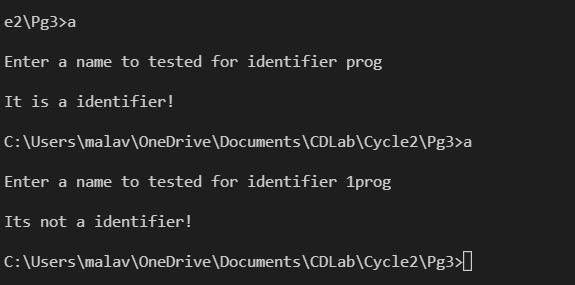 e2\Pg3>a
Enter a name to tested for identifier prog
It is a identifier!
C:\Users\malav\OneDrive\Documents\CDLab\Cycle2\Pg3>a
Enter a name to tested for identifier 1prog
Its not a identifier!
C:\Users\malav\OneDrive\Documents\CDLab\Cycle2\Pg3>